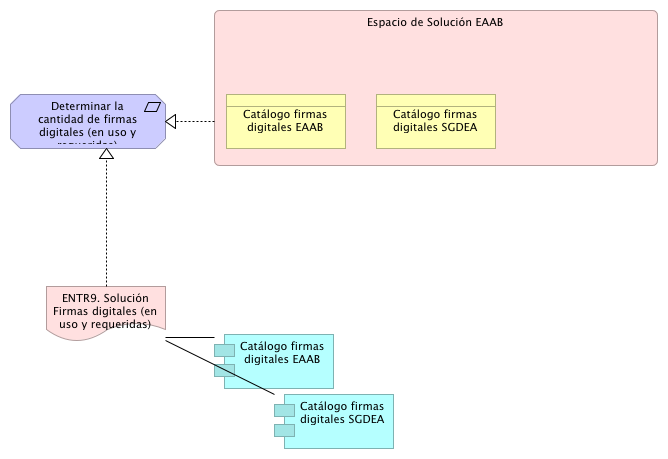 Espacio de Solución EAAB
Determinar la
cantidad de firmas
digitales (en uso y
requeridas)
Catálogo firmas
digitales EAAB
Catálogo firmas
digitales SGDEA
ENTR9. Solución
Firmas digitales (en
uso y requeridas)
Catálogo firmas
digitales EAAB
Catálogo firmas
digitales SGDEA